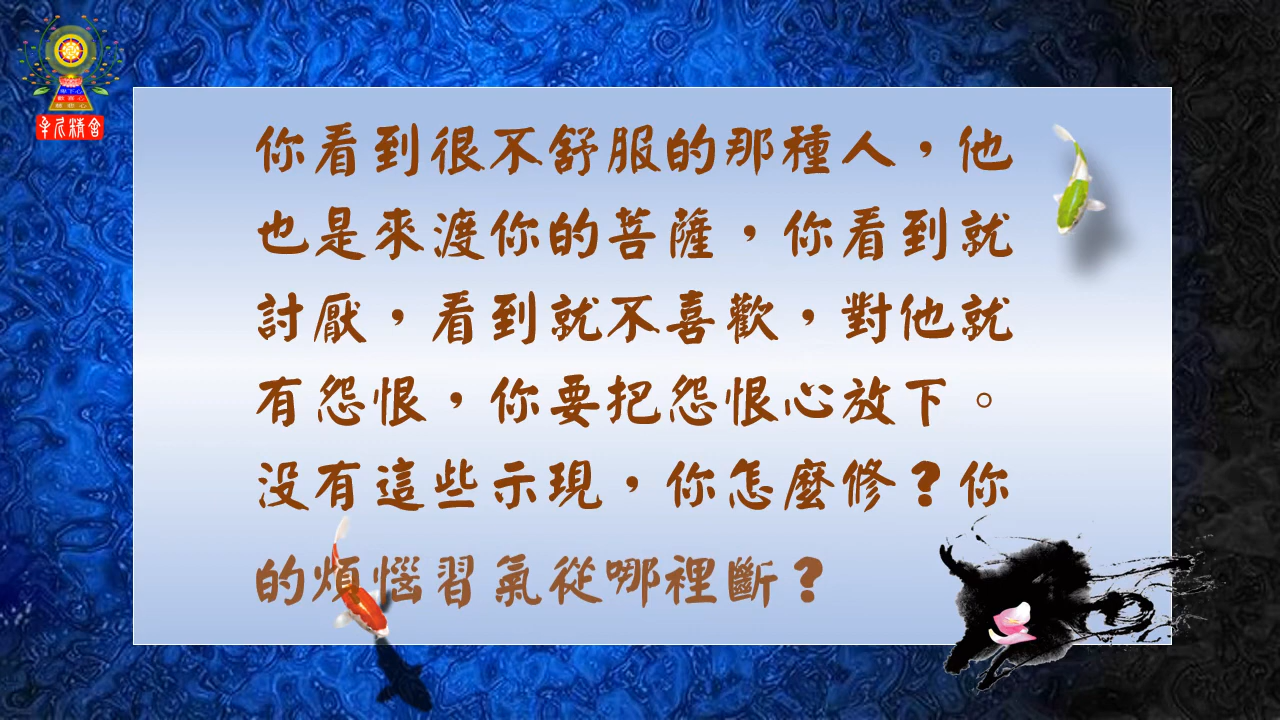 你看到很不舒服的那種人，他
也是來渡你的菩薩，你看到就
討厭，看到就不喜歡，對他就
有怨恨，你要把怨恨心放下。
没有這些示現，你怎麼修？你
的煩惱習氣從哪裡斷？